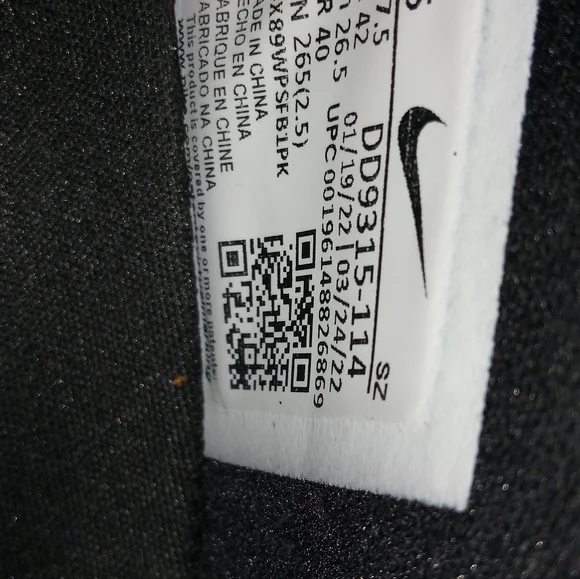 5
7.5
42
26.5
R 40
N 265(2.5)
X89WPSFB1PK
ADE IN CHINA
ECHO EN CHINA
ABRIQUE EN CHINE
ABRICADO NA CHINA
This product is covered by one or more patents.
DD9315-114
SZ
01/19/22 | 03/24/22
UPC 00196148826869